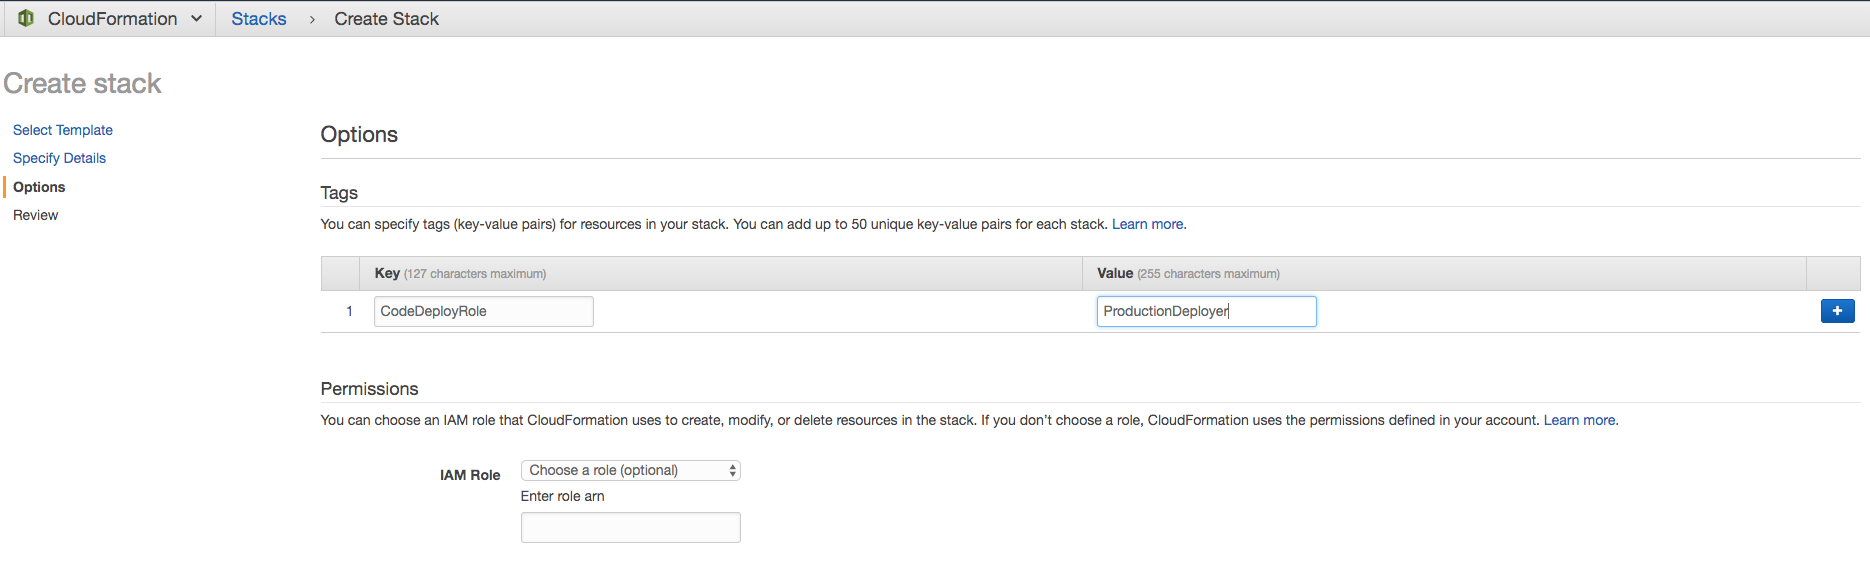 CloudFormation Stacks › Create Stack
Create stack
Select Template
Specify Details
Options
Review
Options
Tags
You can specify tags (key-value pairs) for resources in your stack. You can add up to 50 unique key-value pairs for each stack. Learn more.
Key (127 characters maximum) Value (255 characters maximum)
1 CodeDeployRole ProductionDeployer +
Permissions
You can choose an IAM role that CloudFormation uses to create, modify, or delete resources in the stack. If you don't choose a role, CloudFormation uses the permissions defined in your account. Learn more.
IAM Role Choose a role (optional)
Enter role arn